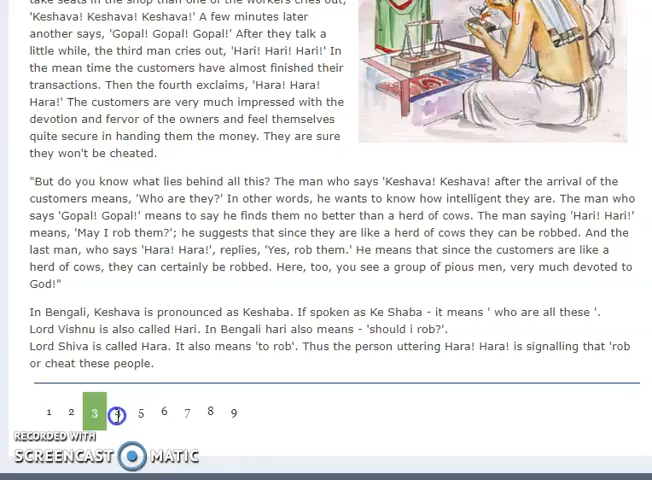 take seats in the shop than one of the workers cries out,
'Keshava! Keshava! Keshava!' A few minutes later
another says, 'Gopal! Gopal! Gopal!' After they talk a
little while, the third man cries out, 'Hari! Hari! Hari!' In
the mean time the customers have almost finished their
transactions. Then the fourth exclaims, 'Hara! Hara!
Hara!' The customers are very much impressed with the
devotion and fervor of the owners and feel themselves
quite secure in handing them the money. They are sure
they won't be cheated.
"But do you know what lies behind all this? The man who says 'Keshava! Keshava! after the arrival of the
customers means, 'Who are they?' In other words, he wants to know how intelligent they are. The man who
says 'Gopal! Gopal!' means to say he finds them no better than a herd of cows. The man saying 'Hari! Hari!'
means, 'May I rob them?'; he suggests that since they are like a herd of cows they can be robbed. And the
last man, who says 'Hara! Hara!', replies, 'Yes, rob them.' He means that since the customers are like a
herd of cows, they can certainly be robbed. Here, too, you see a group of pious men, very much devoted to
God!"
In Bengali, Keshava is pronounced as Keshaba. If spoken as Ke Shaba - it means ' who are all these '.
Lord Vishnu is also called Hari. In Bengali hari also means - 'should i rob?'.
Lord Shiva is called Hara. It also means 'to rob'. Thus the person uttering Hara! Hara! is signalling that 'rob
or cheat these people.
1 2 3 4 5 6 7 8 9
RECORDED WITH
SCREENCAST MATIC